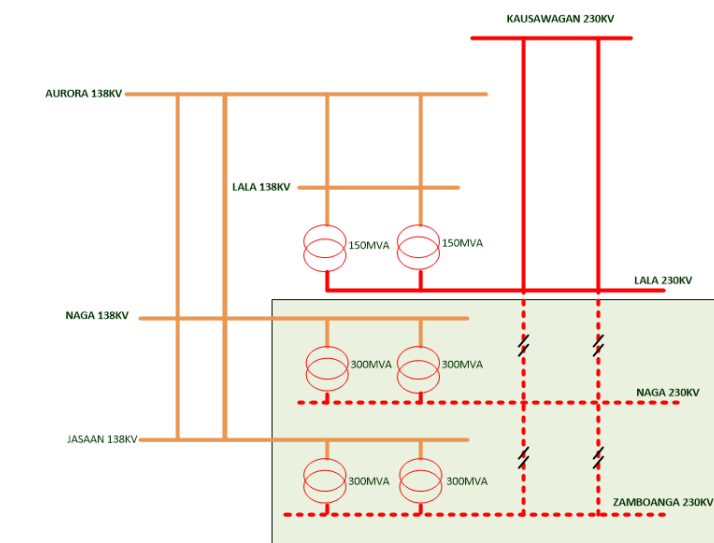 KAUSAWAGAN 230KV
AURORA 138KV
LALA 138KV
150MVA
150MVA
LALA 230KV
NAGA 138KV
300MVA
300MVA
NAGA 230KV
JASAAN 138KV
300MVA
300MVA
ZAMBOANGA 230KV